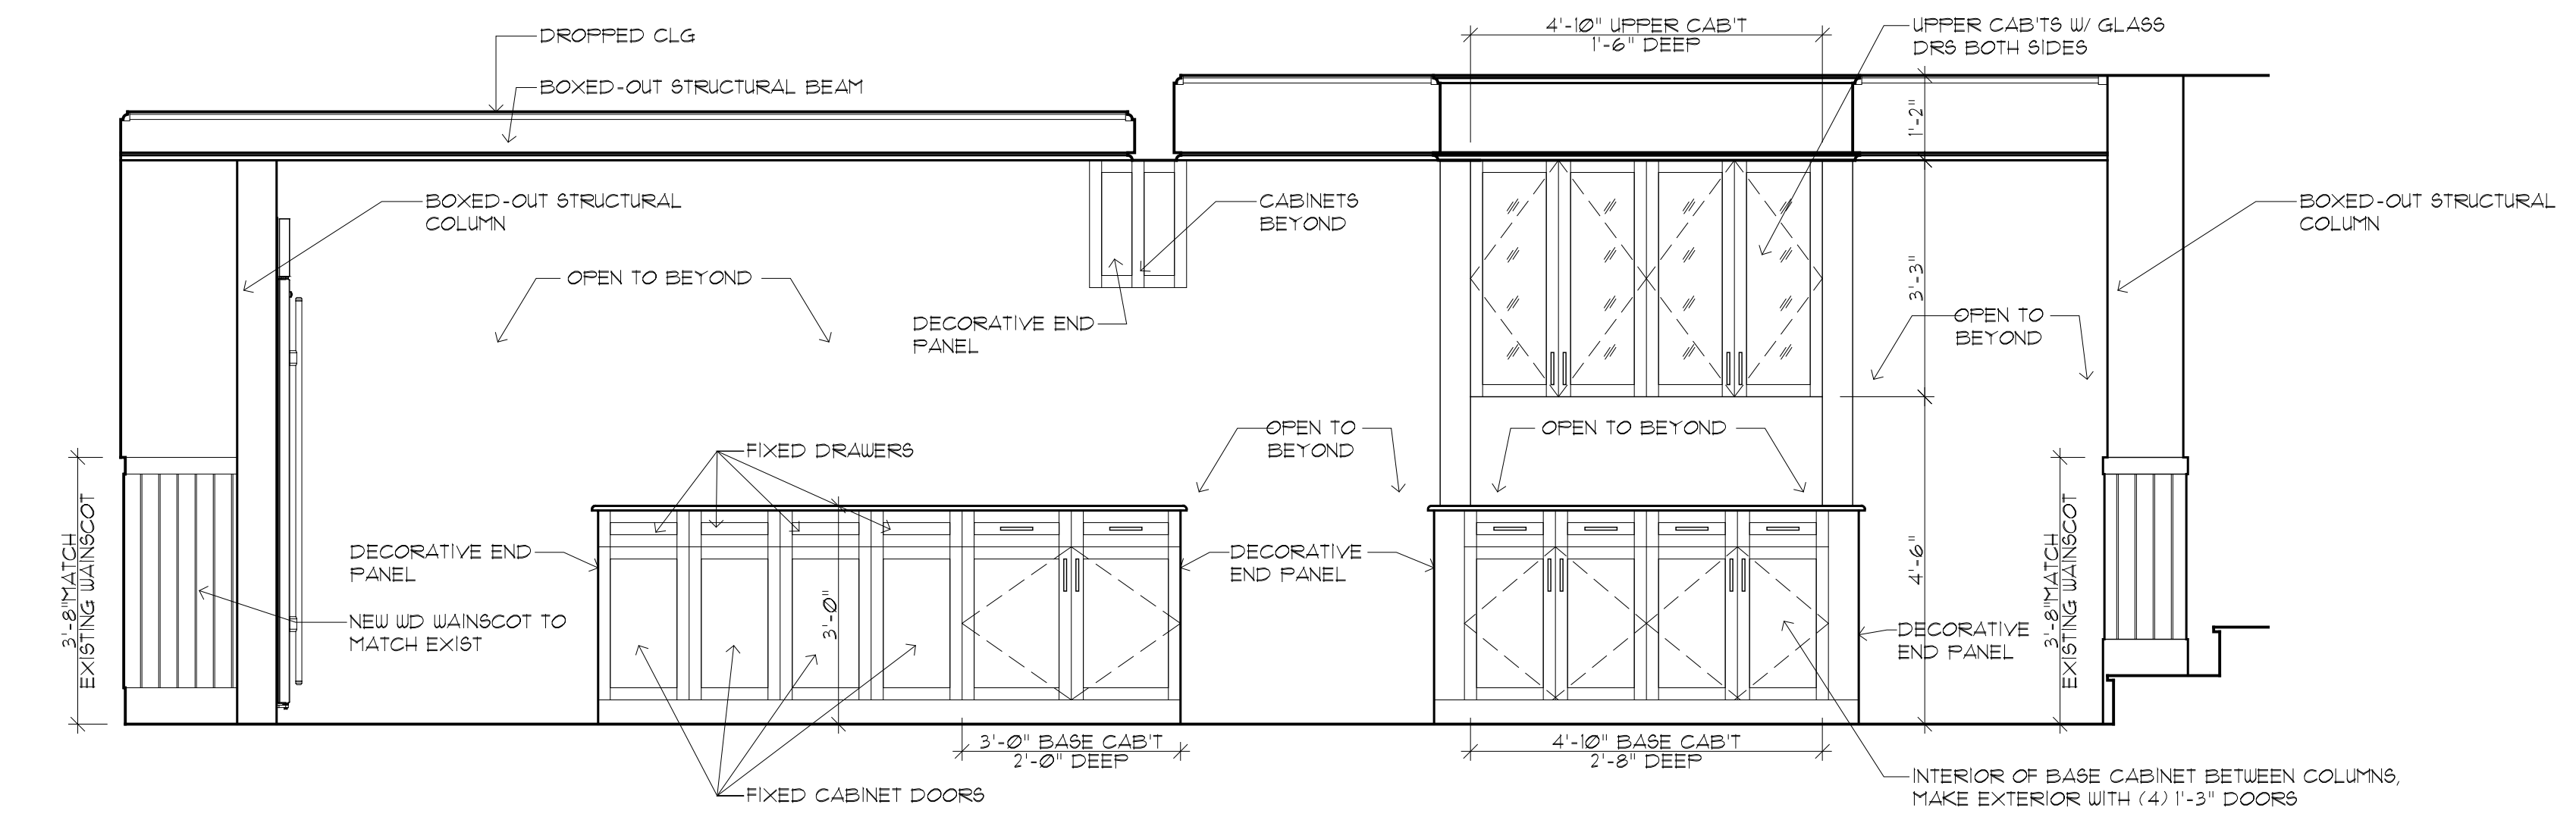 DROPPED CLG
BOXED-OUT STRUCTURAL BEAM
4'-10" UPPER CAB'T
1'-6" DEEP
UPPER CAB'TS W/ GLASS
DRS BOTH SIDES
1'-2"
BOXED-OUT STRUCTURAL
COLUMN
CABINETS
BEYOND
BOXED-OUT STRUCTURAL
COLUMN
OPEN TO BEYOND
3'-3"
DECORATIVE END
PANEL
OPEN TO
BEYOND
FIXED DRAWERS
OPEN TO
BEYOND
OPEN TO BEYOND
3'-8" MATCH
EXISTING WAINSCOT
DECORATIVE END
PANEL
NEW WD WAINSCOT TO
MATCH EXIST
3'-0"
DECORATIVE
END PANEL
4'-6"
DECORATIVE
END PANEL
3'-8" MATCH
EXISTING WAINSCOT
3'-0" BASE CAB'T
2'-0" DEEP
4'-10" BASE CAB'T
2'-8" DEEP
FIXED CABINET DOORS
INTERIOR OF BASE CABINET BETWEEN COLUMNS,
MAKE EXTERIOR WITH (4) 1'-3" DOORS